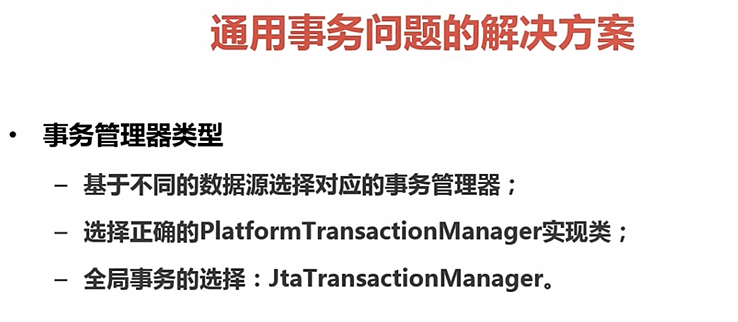 通用事务问题的解决方案
• 事务管理器类型
– 基于不同的数据源选择对应的事务管理器；
– 选择正确的PlatformTransactionManager实现类；
– 全局事务的选择：JtaTransactionManager。